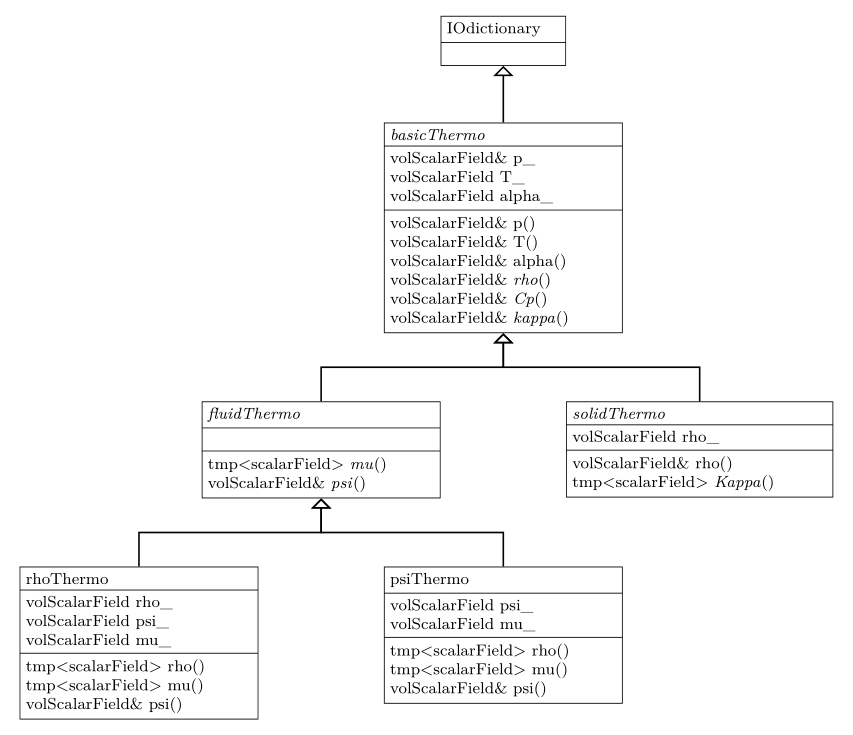 IOdictionary
basicThermo
volScalarField& p_
volScalarField T_
volScalarField alpha_
volScalarField& p()
volScalarField& T()
volScalarField& alpha()
volScalarField& rho()
volScalarField& Cp()
volScalarField& kappa()
fluidThermo
tmp<scalarField> mu()
volScalarField& psi()
solidThermo
volScalarField rho_
volScalarField& rho()
tmp<scalarField> Kappa()
rhoThermo
volScalarField rho_
volScalarField psi_
volScalarField mu_
tmp<scalarField> rho()
tmp<scalarField> mu()
volScalarField& psi()
psiThermo
volScalarField psi_
volScalarField mu_
tmp<scalarField> rho()
tmp<scalarField> mu()
volScalarField& psi()